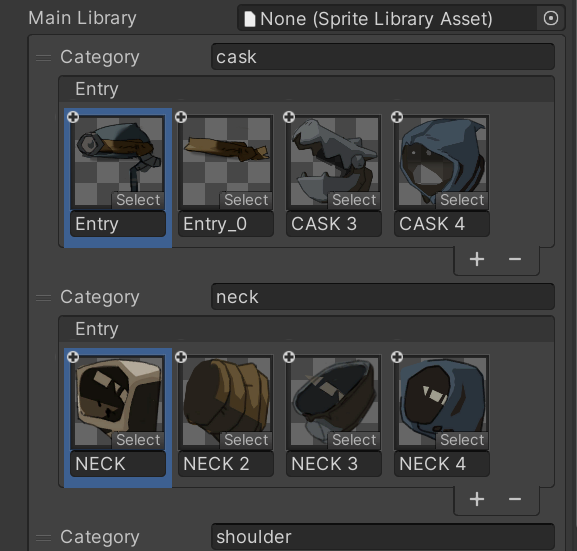 Main Library None (Sprite Library Asset)
Category cask
Entry
Select Select Select Select
Entry Entry_0 CASK 3 CASK 4
+ −
Category neck
Entry
Select Select Select Select
NECK NECK 2 NECK 3 NECK 4
+ −
Category shoulder